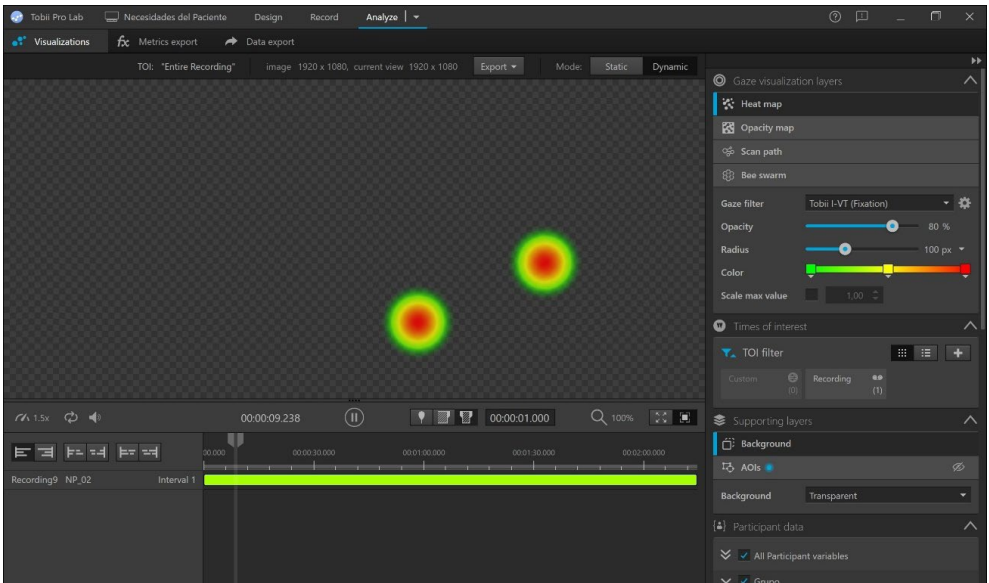 Tobii Pro Lab Necesidades del Paciente Design Record Analyze
Visualizations fx Metrics export Data export
TOI: "Entire Recording" image 1920 x 1080, current view 1920 x 1080 Export Mode: Static Dynamic
Gaze visualization layers
Heat map
Opacity map
Scan path
Bee swarm
Gaze filter Tobii I-VT (Fixation)
Opacity 80 %
Radius 100 px
Color
Scale max value 1,00
Times of interest
TOI filter
Custom (0) Recording (1)
1.5x 00:00:09.238 00:00:01.000 100%
Supporting layers
Background
AOIs
Background Transparent
00.000 00:00:30.000 00:01:00.000 00:01:30.000 00:02:00.000
Recording9 NP_02 Interval 1
Participant data
All Participant variables
Grupo